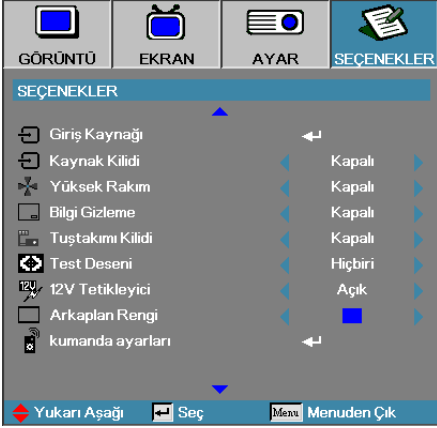 GÖRÜNTÜ EKRAN AYAR SEÇENEKLER
SEÇENEKLER
Giriş Kaynağı
Kaynak Kilidi Kapalı
Yüksek Rakım Kapalı
Bilgi Gizleme Kapalı
Tuştakımı Kilidi Kapalı
Test Deseni Hiçbiri
12V 12V Tetikleyici Açık
Arkaplan Rengi
kumanda ayarları
Yukarı Aşağı Seç Menu Menuden Çık